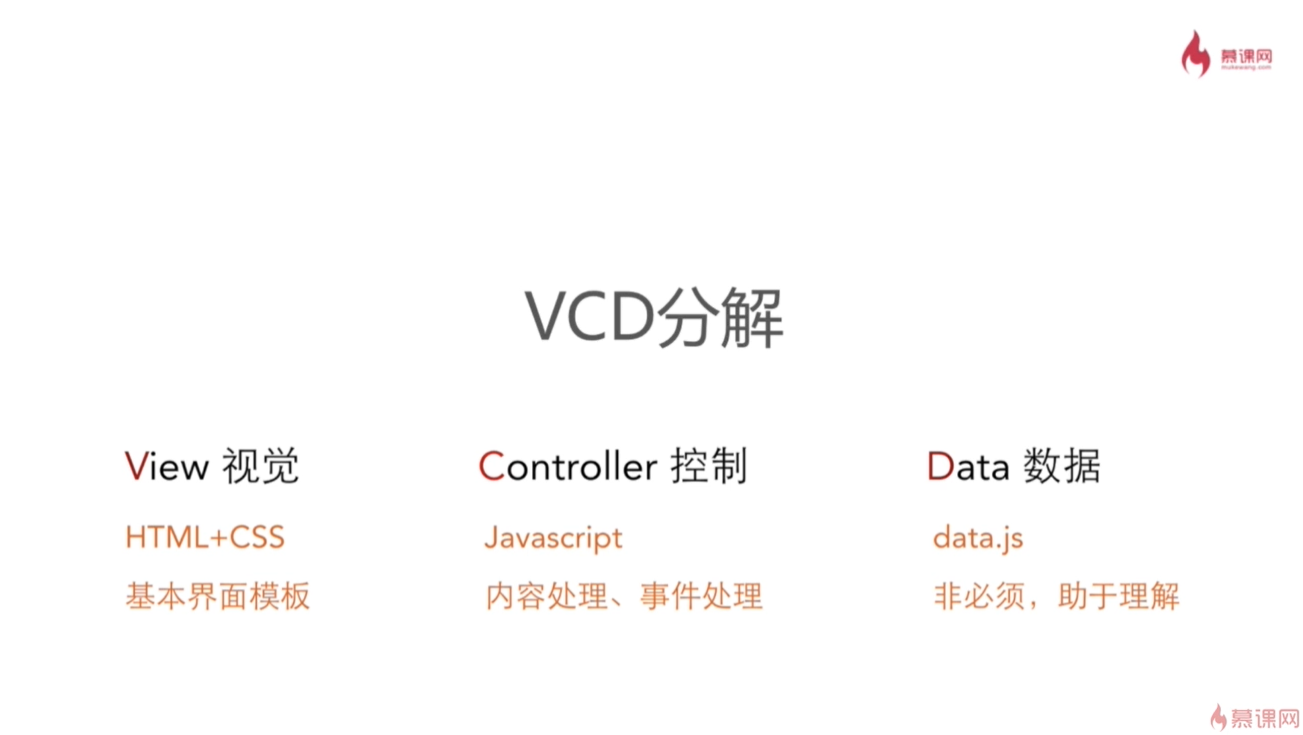 慕课网
mukewang.com
VCD分解
View 视觉
HTML+CSS
基本界面模板
Controller 控制
Javascript
内容处理、事件处理
Data 数据
data.js
非必须，助于理解
慕课网